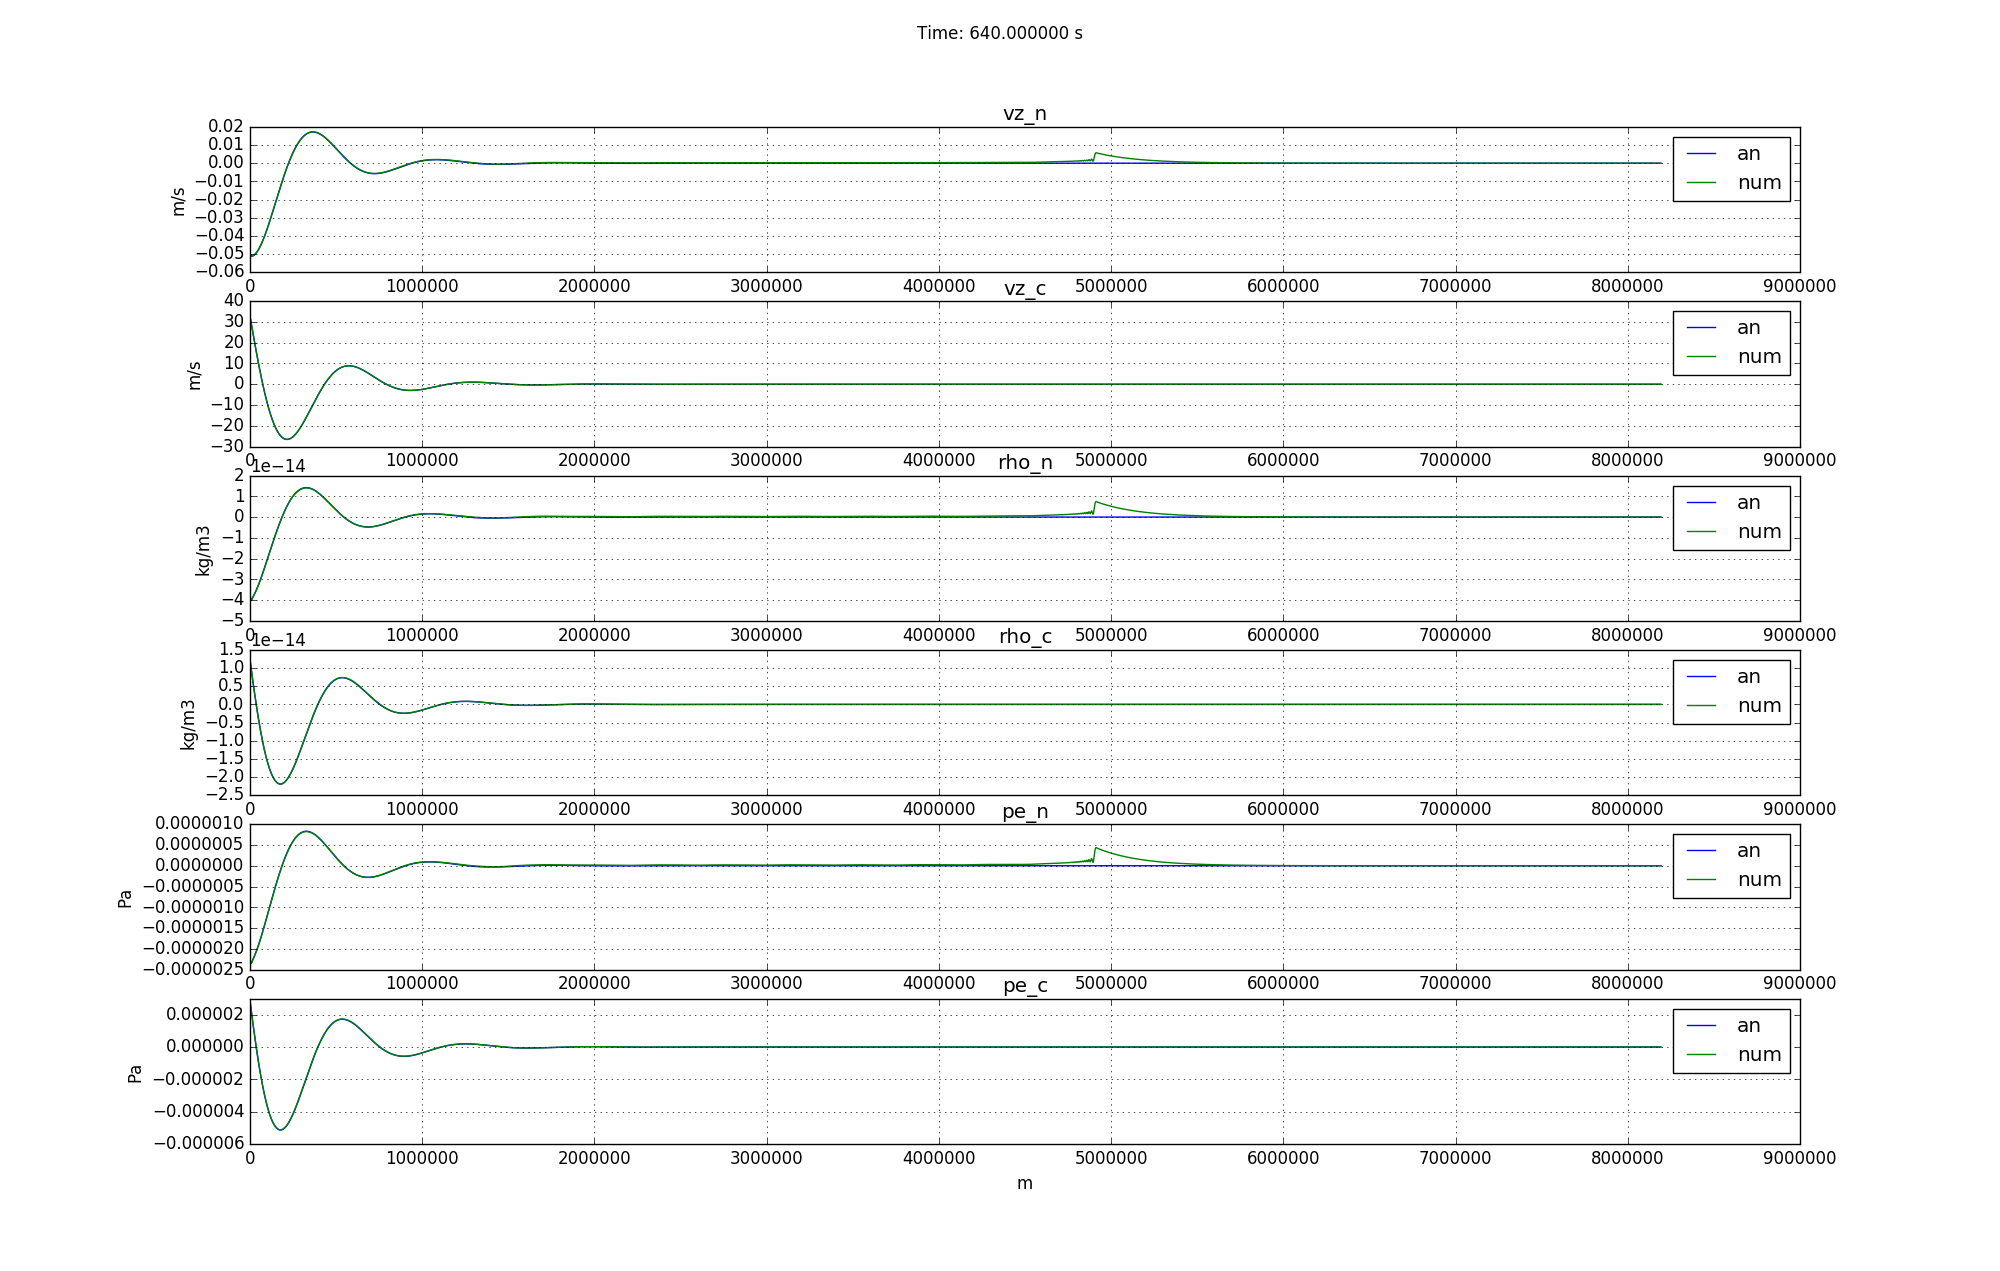 Time: 640.000000 s
vz_n
0.02
0.01
0.00
−0.01
−0.02
−0.03
−0.04
−0.05
−0.06
m/s
an
num
0 1000000 2000000 3000000 4000000 5000000 6000000 7000000 8000000 9000000
vz_c
40
30
20
10
0
−10
−20
−30
m/s
an
num
0 1000000 2000000 3000000 4000000 5000000 6000000 7000000 8000000 9000000
1e−14
rho_n
2
1
0
−1
−2
−3
−4
−5
kg/m3
an
num
0 1000000 2000000 3000000 4000000 5000000 6000000 7000000 8000000 9000000
1e−14
rho_c
1.5
1.0
0.5
0.0
−0.5
−1.0
−1.5
−2.0
−2.5
kg/m3
an
num
0 1000000 2000000 3000000 4000000 5000000 6000000 7000000 8000000 9000000
pe_n
0.0000010
0.0000005
0.0000000
−0.0000005
−0.0000010
−0.0000015
−0.0000020
−0.0000025
Pa
an
num
0 1000000 2000000 3000000 4000000 5000000 6000000 7000000 8000000 9000000
pe_c
0.000002
0.000000
−0.000002
−0.000004
−0.000006
Pa
an
num
0 1000000 2000000 3000000 4000000 5000000 6000000 7000000 8000000 9000000
m